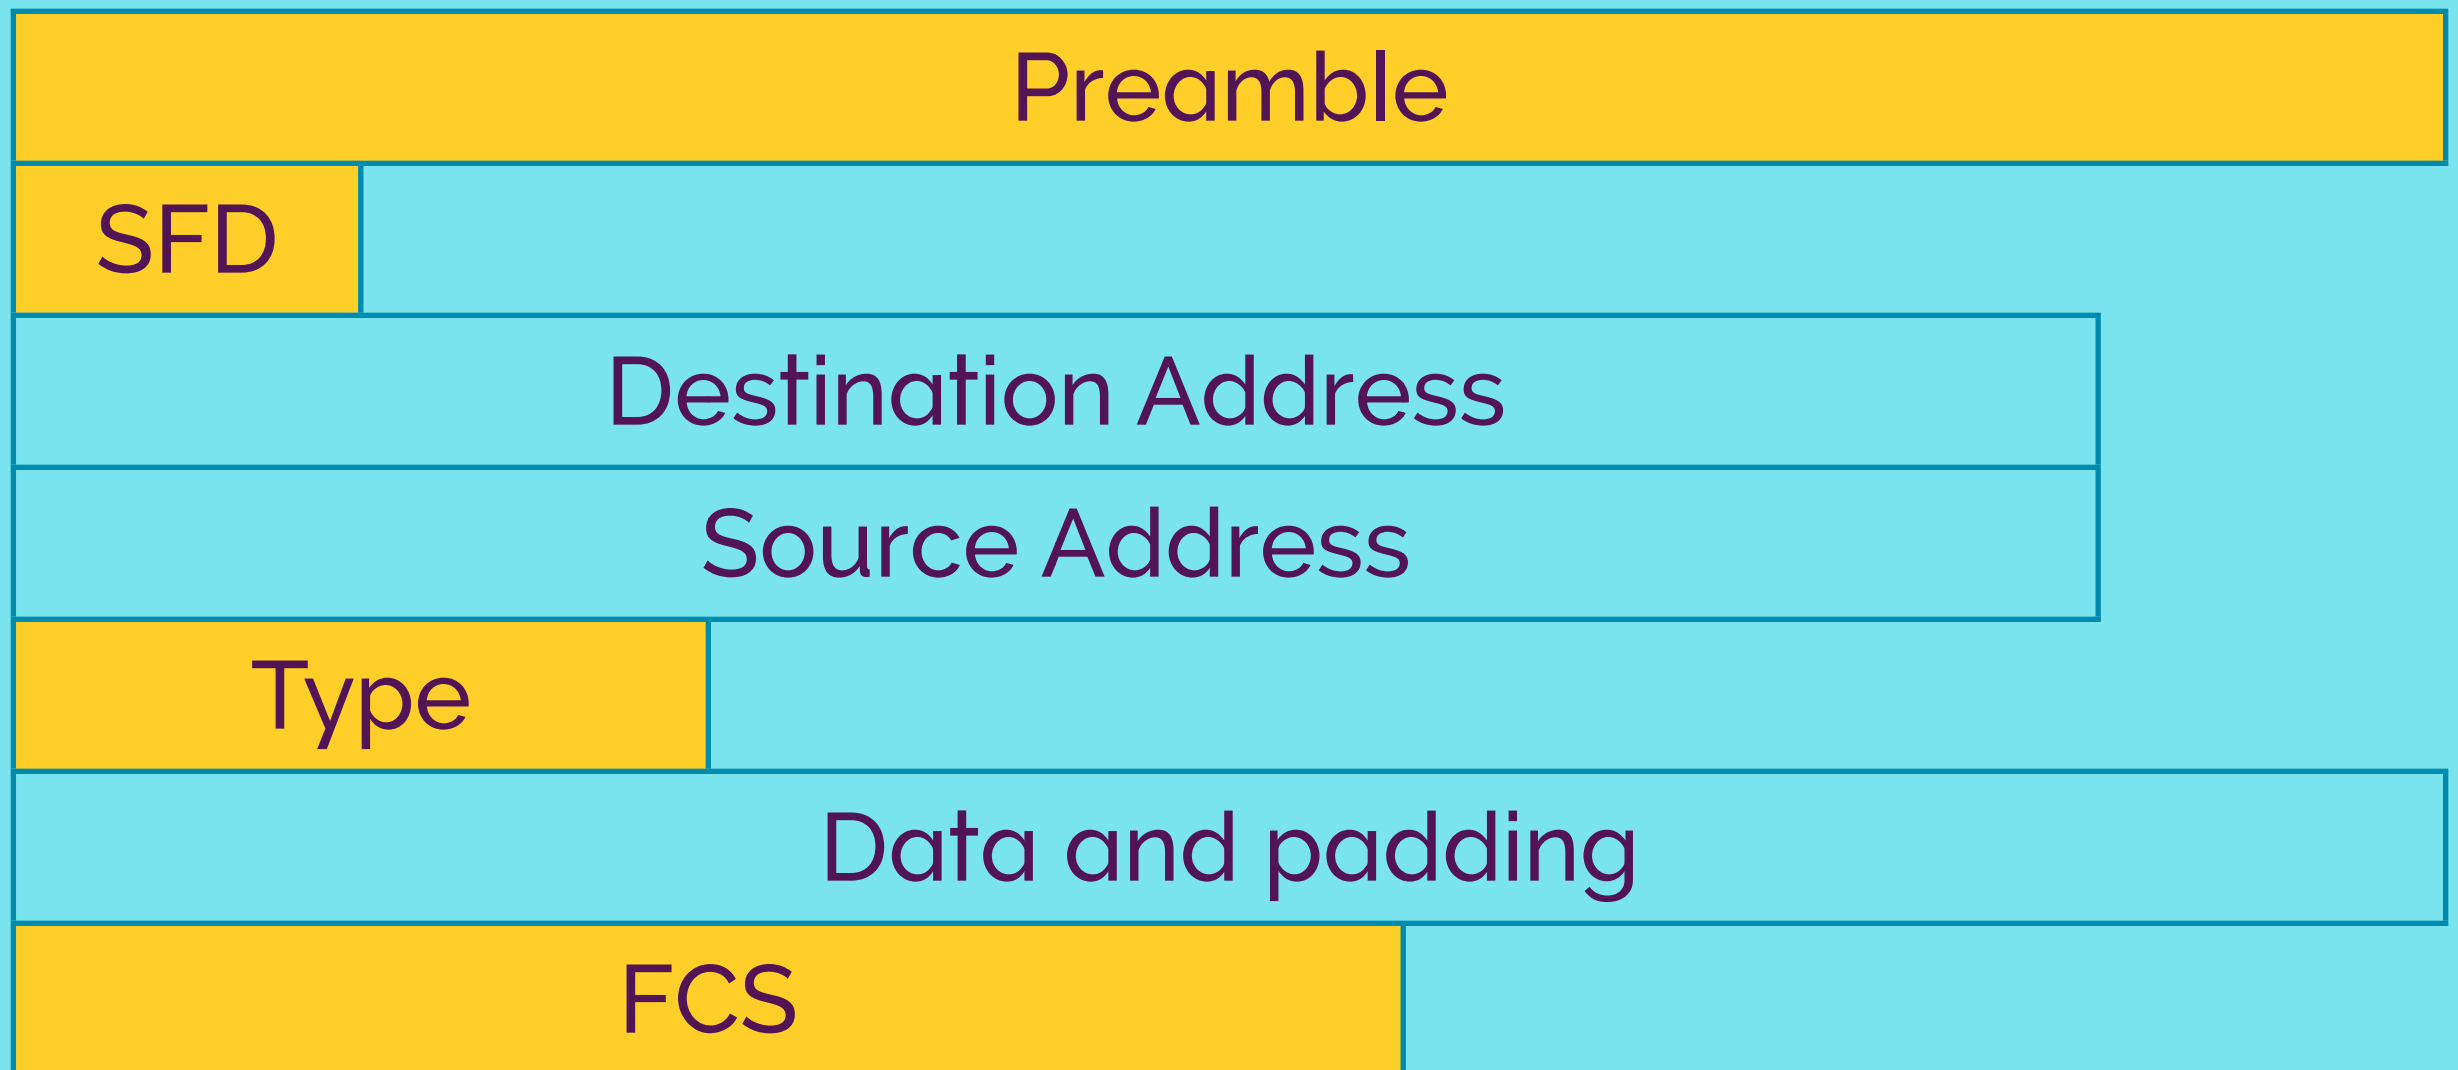 Preamble
SFD
Destination Address
Source Address
Type
Data and padding
FCS